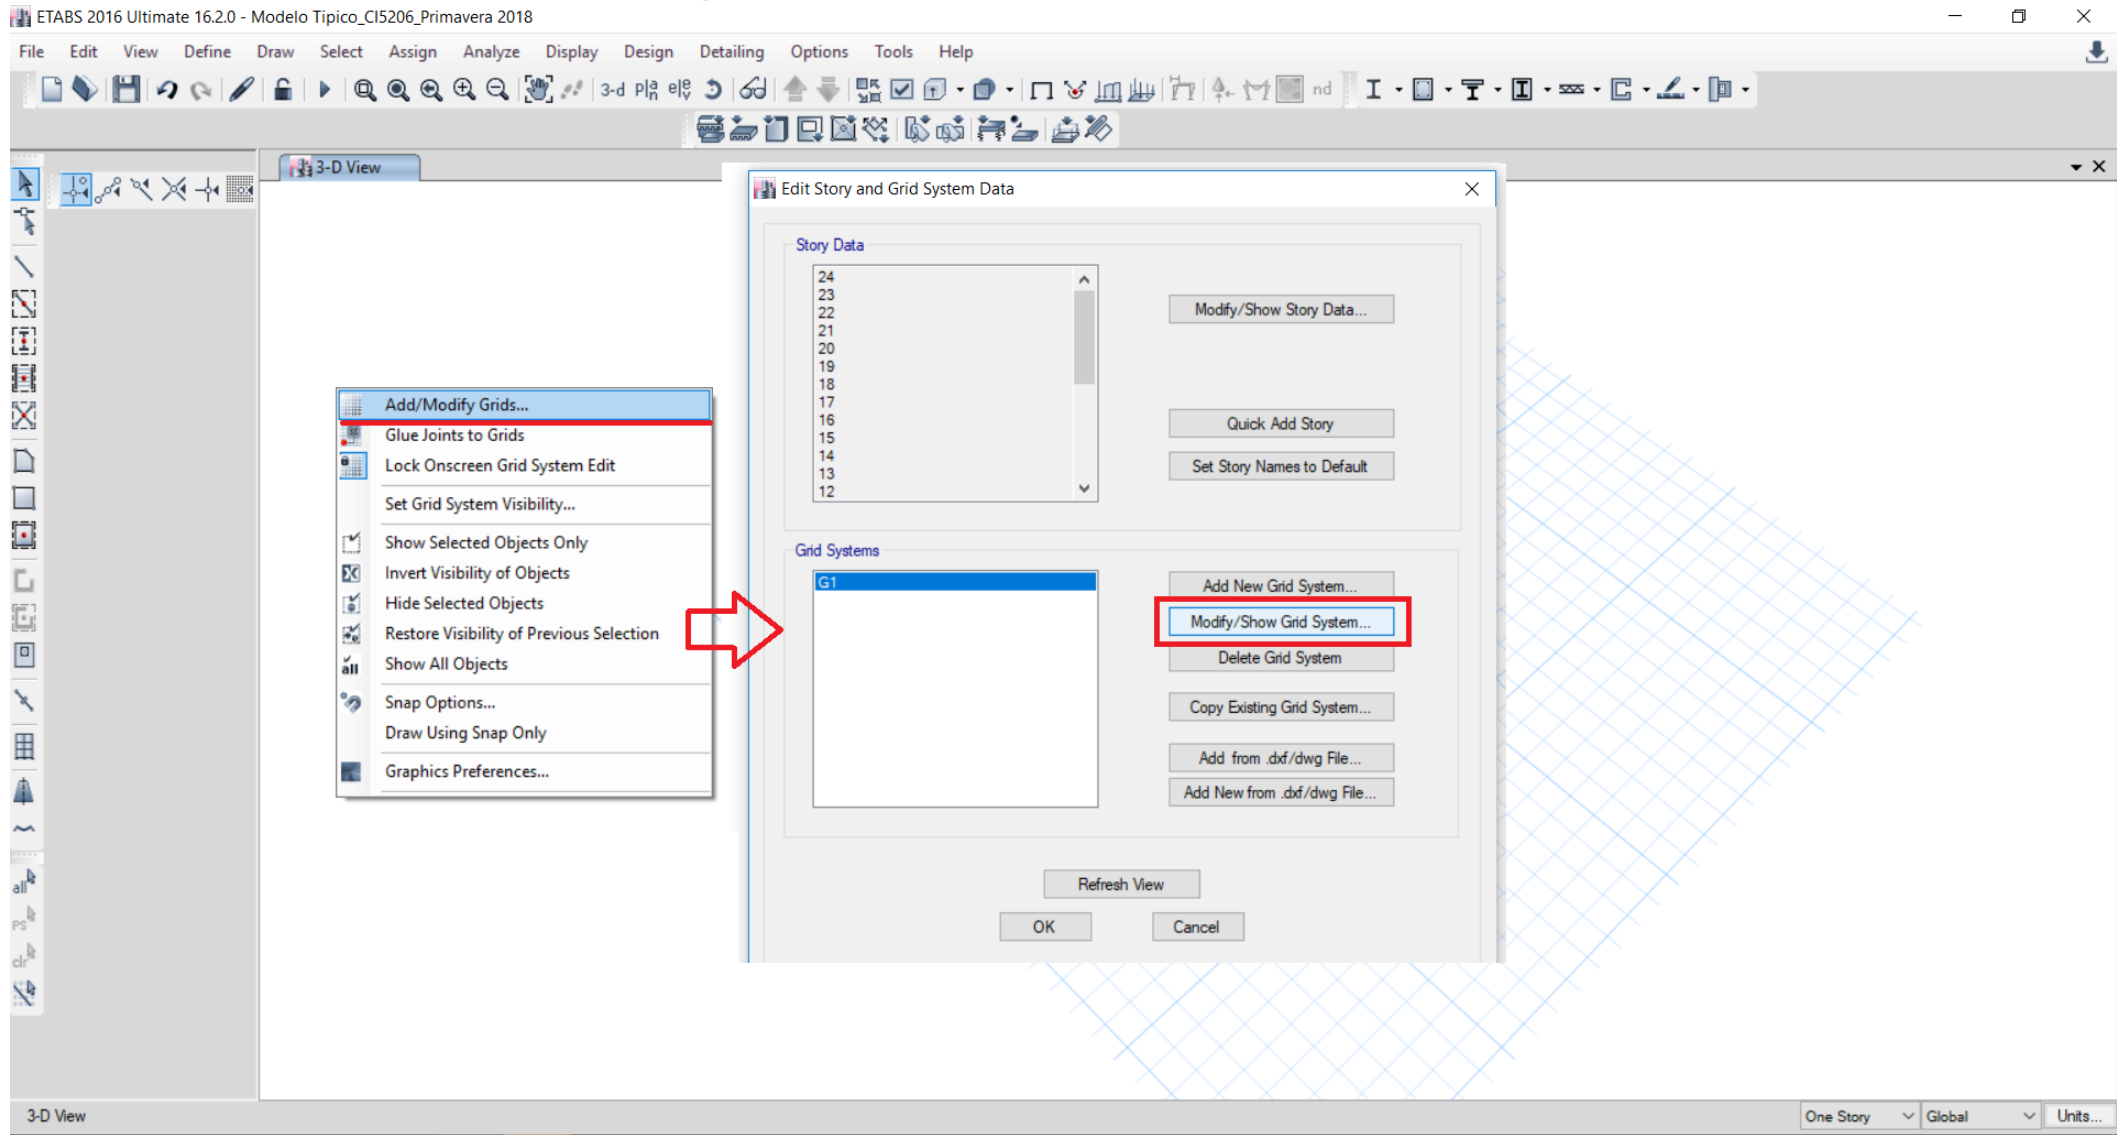 ETABS 2016 Ultimate 16.2.0 - Modelo Tipico_CI5206_Primavera 2018
File Edit View Define Draw Select Assign Analyze Display Design Detailing Options Tools Help
3-d nd
3-D View
Edit Story and Grid System Data
Story Data
24
23
22
21
20
19
18
17
16
15
14
13
12
Modify/Show Story Data...
Quick Add Story
Set Story Names to Default
Add/Modify Grids...
Glue Joints to Grids
Lock Onscreen Grid System Edit
Set Grid System Visibility...
Show Selected Objects Only
Invert Visibility of Objects
Hide Selected Objects
Restore Visibility of Previous Selection
all Show All Objects
Snap Options...
Draw Using Snap Only
Graphics Preferences...
Grid Systems
G1
Add New Grid System...
Modify/Show Grid System...
Delete Grid System
Copy Existing Grid System...
Add from .dxf/dwg File...
Add New from .dxf/dwg File...
Refresh View
OK Cancel
all
PS
clr
3-D View
One Story Global Units...